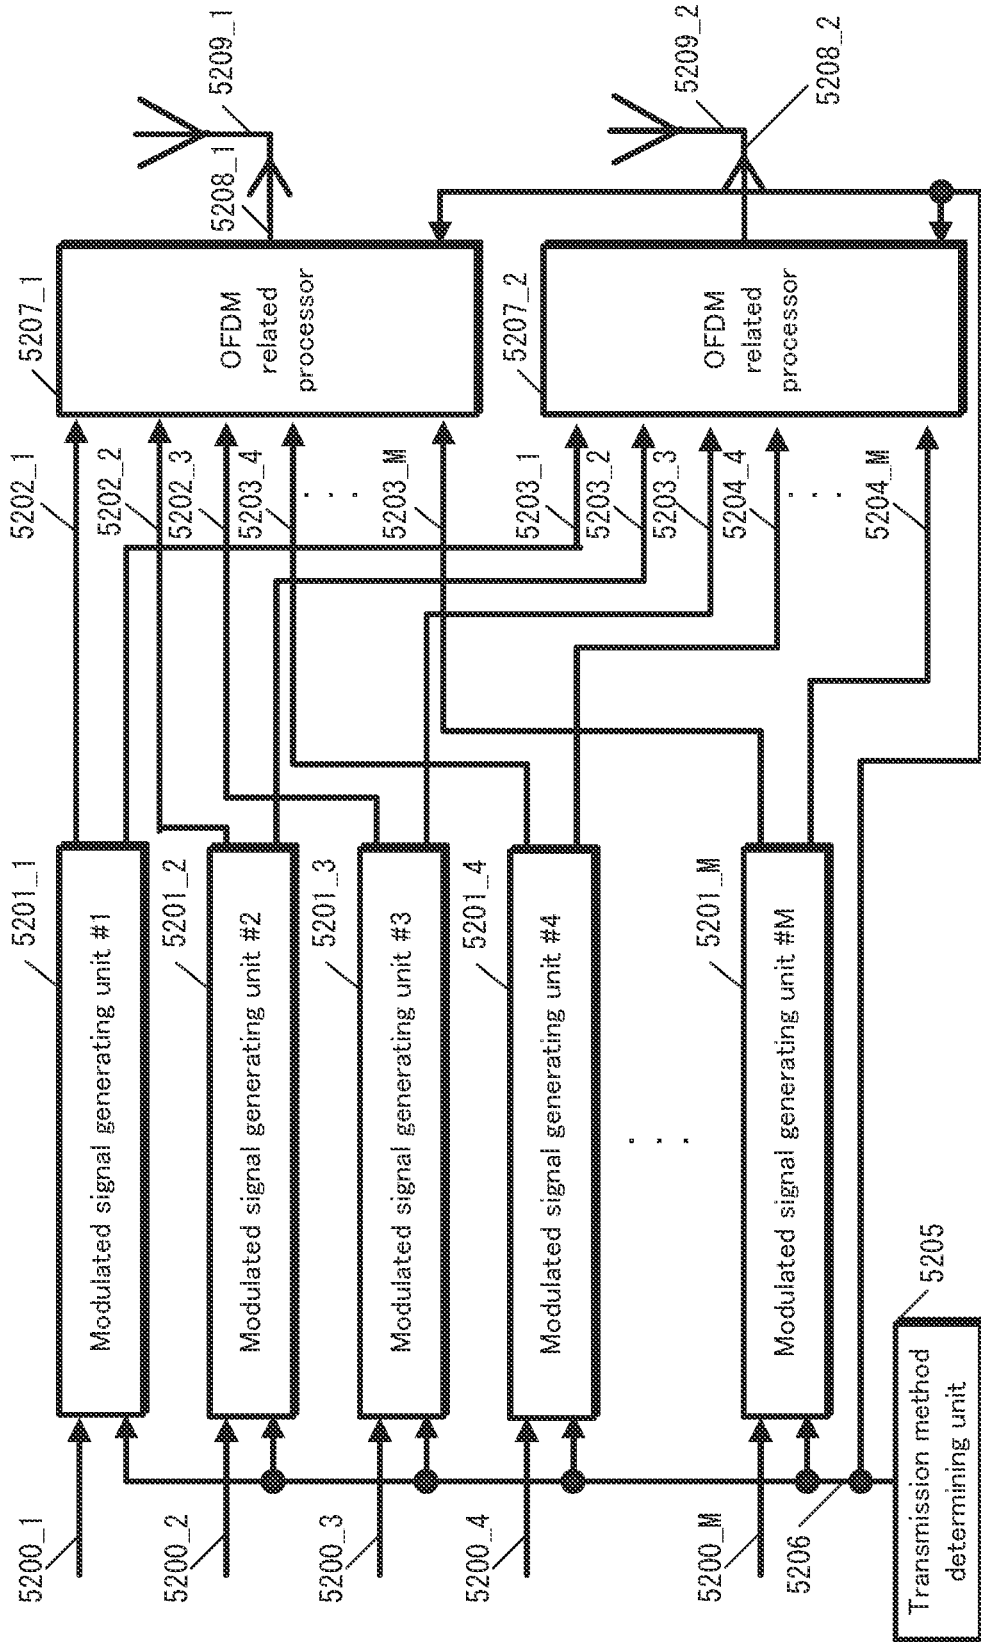 5200_1
5200_2
5200_3
5200_4
5200_M
5206
Transmission method
determining unit
5205
5201_1
Modulated signal generating unit #1
5201_2
Modulated signal generating unit #2
5201_3
Modulated signal generating unit #3
5201_4
Modulated signal generating unit #4
. . .
5201_M
Modulated signal generating unit #M
5202_1
5202_2
5202_3
5203_4
. . .
5203_M
5203_1
5203_2
5203_3
5204_4
. . .
5204_M
5207_1
OFDM
related
processor
5207_2
OFDM
related
processor
5208_1
5209_1
5209_2
5208_2